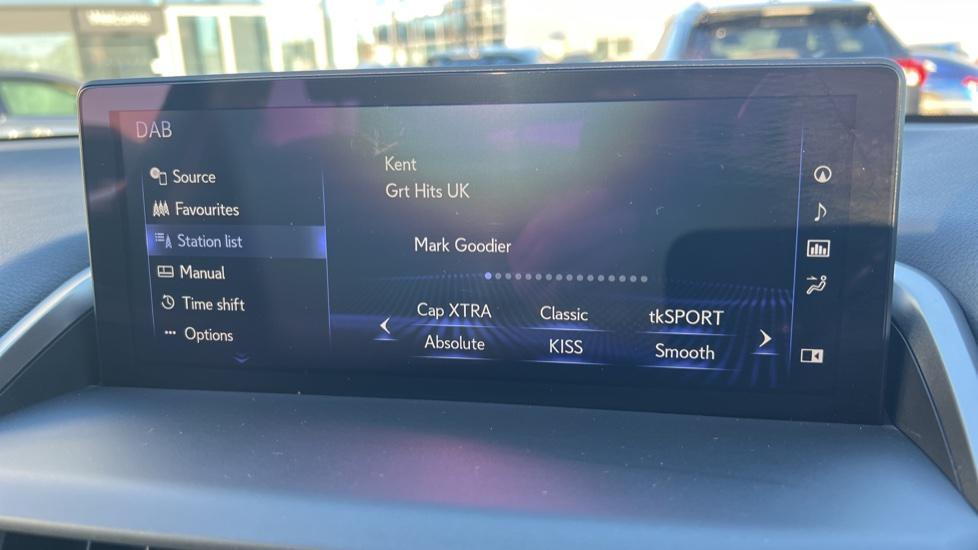 Welcome
DAB
Source
Favourites
Station list
Manual
Time shift
Options
Kent
Grt Hits UK
Mark Goodier
Cap XTRA
Classic
tkSPORT
Absolute
KISS
Smooth